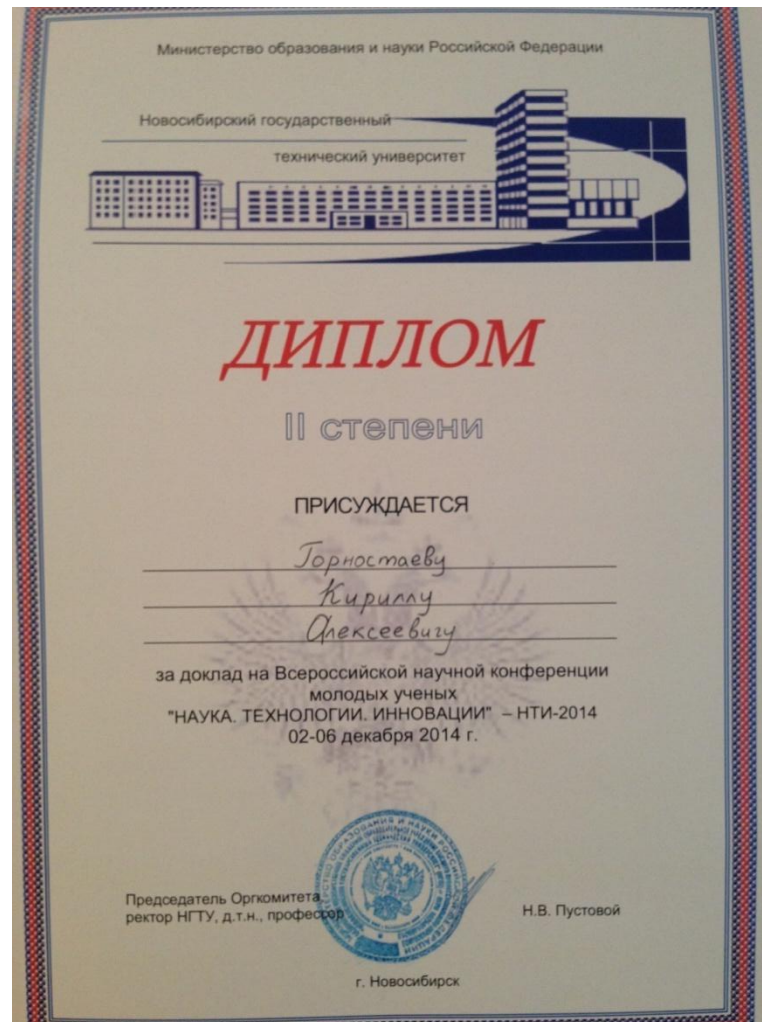 Министерство образования и науки Российской Федерации
Новосибирский государственный
технический университет
ДИПЛОМ
II степени
ПРИСУЖДАЕТСЯ
Горностаеву
Кириллу
Алексеевичу
за доклад на Всероссийской научной конференции
молодых ученых
"НАУКА. ТЕХНОЛОГИИ. ИННОВАЦИИ" – НТИ-2014
02-06 декабря 2014 г.
Председатель Оргкомитета
ректор НГТУ, д.т.н., профессор
Н.В. Пустовой
г. Новосибирск